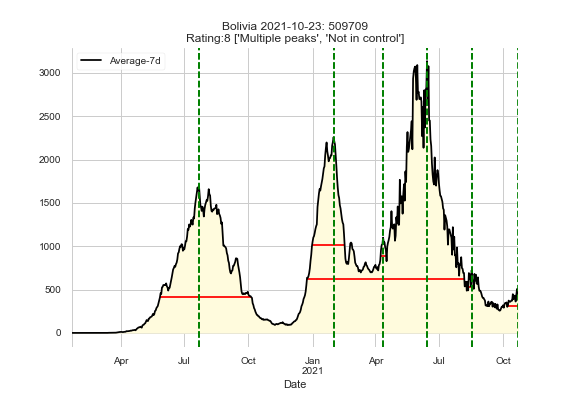 Bolivia 2021-10-23: 509709
Rating:8 ['Multiple peaks', 'Not in control']
Average-7d
3000
2500
2000
1500
1000
500
0
Apr Jul Oct Jan Apr Jul Oct
2021
Date